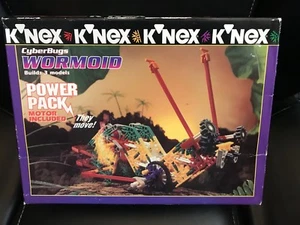 K'NEX K'NEX K'NEX K'NEX
CyberBugs
WORMOID
Builds 3 models
POWER
PACK
MOTOR
INCLUDED
They
move!